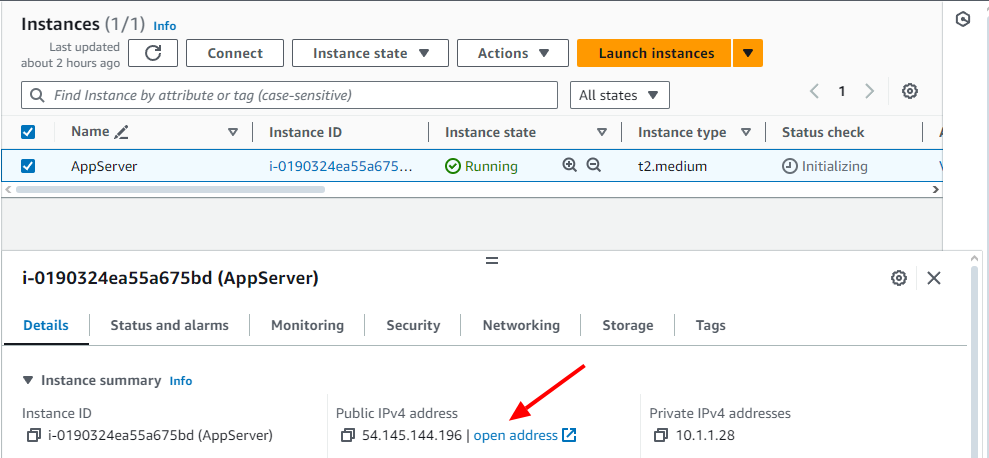 Instances (1/1) Info
Last updated
about 2 hours ago
Connect
Instance state
Actions
Launch instances
Find Instance by attribute or tag (case-sensitive)
All states
1
Name
Instance ID
Instance state
Instance type
Status check
AppServer
i-0190324ea55a675...
Running
t2.medium
Initializing
i-0190324ea55a675bd (AppServer)
Details
Status and alarms
Monitoring
Security
Networking
Storage
Tags
Instance summary Info
Instance ID
Public IPv4 address
Private IPv4 addresses
i-0190324ea55a675bd (AppServer)
54.145.144.196 | open address
10.1.1.28